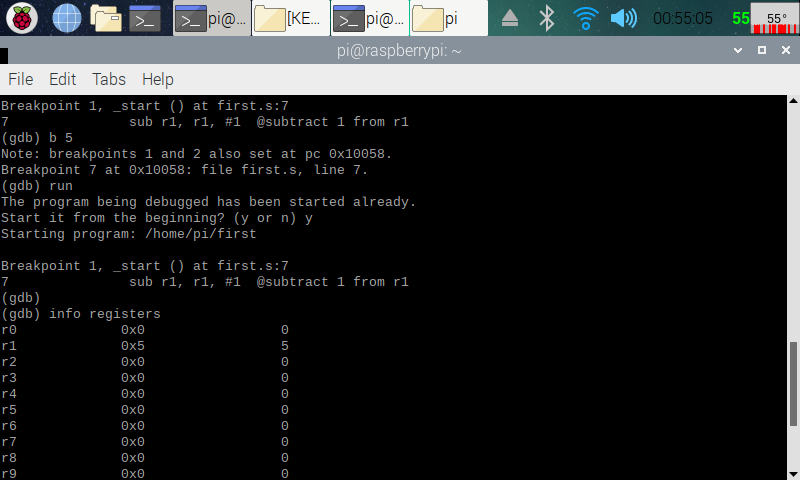 pi@...
[KE...
pi@...
pi
00:55:05
55
55°
pi@raspberrypi: ~
File Edit Tabs Help
Breakpoint 1, _start () at first.s:7
7               sub r1, r1, #1  @subtract 1 from r1
(gdb) b 5
Note: breakpoints 1 and 2 also set at pc 0x10058.
Breakpoint 7 at 0x10058: file first.s, line 7.
(gdb) run
The program being debugged has been started already.
Start it from the beginning? (y or n) y
Starting program: /home/pi/first
Breakpoint 1, _start () at first.s:7
7               sub r1, r1, #1  @subtract 1 from r1
(gdb)
(gdb) info registers
r0             0x0                 0
r1             0x5                 5
r2             0x0                 0
r3             0x0                 0
r4             0x0                 0
r5             0x0                 0
r6             0x0                 0
r7             0x0                 0
r8             0x0                 0
r9             0x0                 0